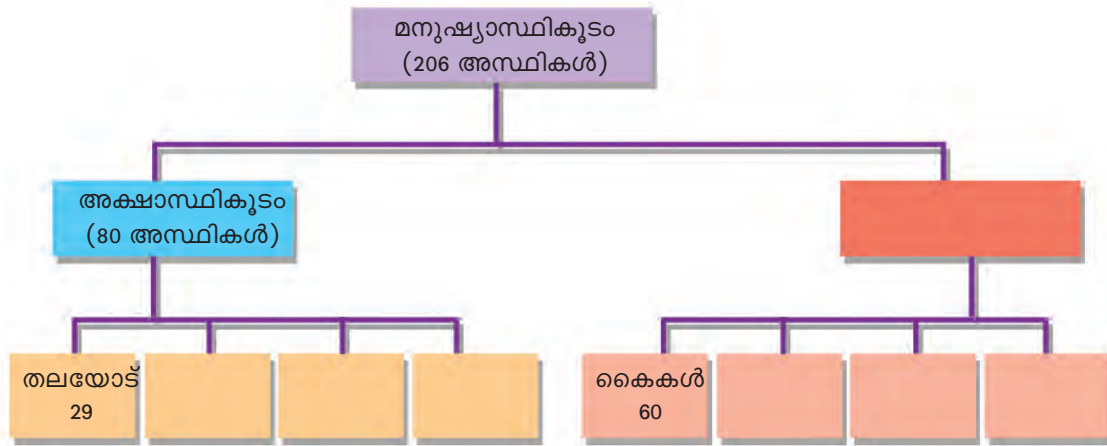 മനുഷ്യാസ്ഥികൂടം
(206 അസ്ഥികൾ)
അക്ഷാസ്ഥികൂടം
(80 അസ്ഥികൾ)
തലയോട്
29
കൈകൾ
60